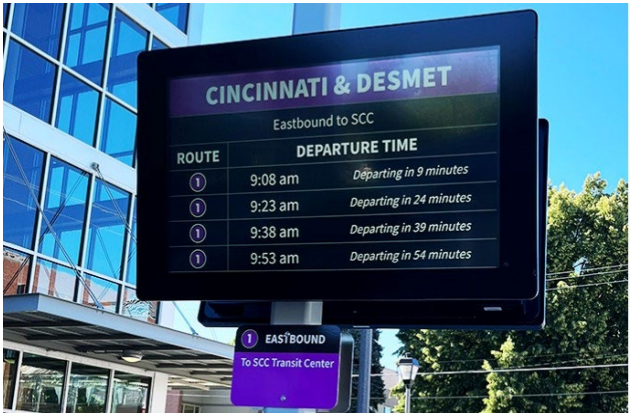 CINCINNATI & DESMET
Eastbound to SCC
ROUTE DEPARTURE TIME
1 9:08 am Departing in 9 minutes
1 9:23 am Departing in 24 minutes
1 9:38 am Departing in 39 minutes
1 9:53 am Departing in 54 minutes
1 EASTBOUND
To SCC Transit Center